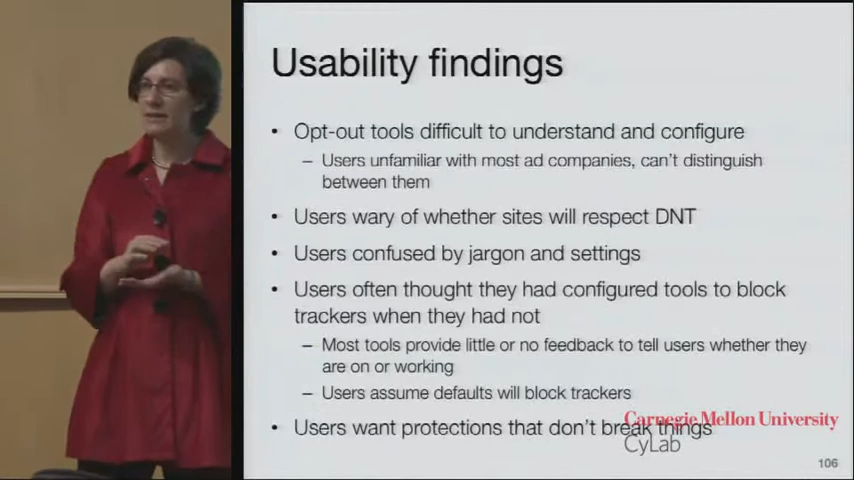 Usability findings
• Opt-out tools difficult to understand and configure
– Users unfamiliar with most ad companies, can't distinguish
between them
• Users wary of whether sites will respect DNT
• Users confused by jargon and settings
• Users often thought they had configured tools to block
trackers when they had not
– Most tools provide little or no feedback to tell users whether they
are on or working
– Users assume defaults will block trackers
• Users want protections that don't break things
Carnegie Mellon University
CyLab
106